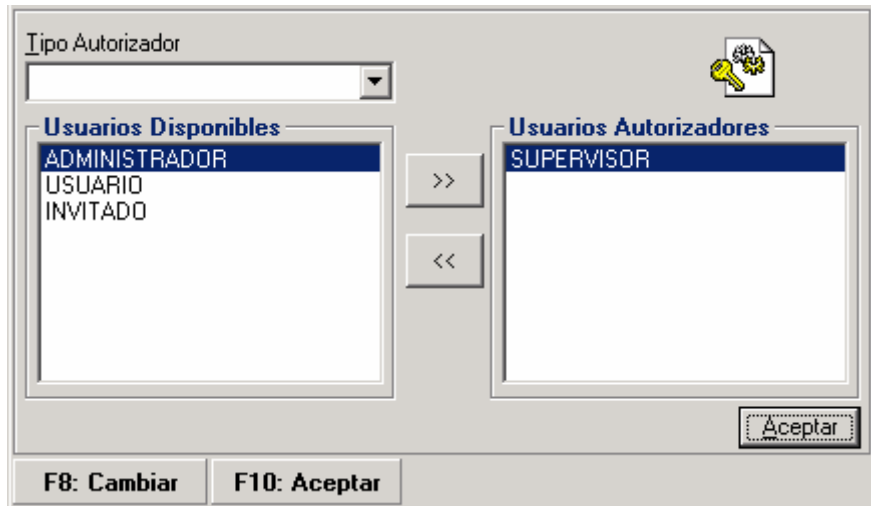 Tipo Autorizador
Usuarios Disponibles
ADMINISTRADOR
USUARIO
INVITADO
>>
<<
Usuarios Autorizadores
SUPERVISOR
Aceptar
F8: Cambiar
F10: Aceptar